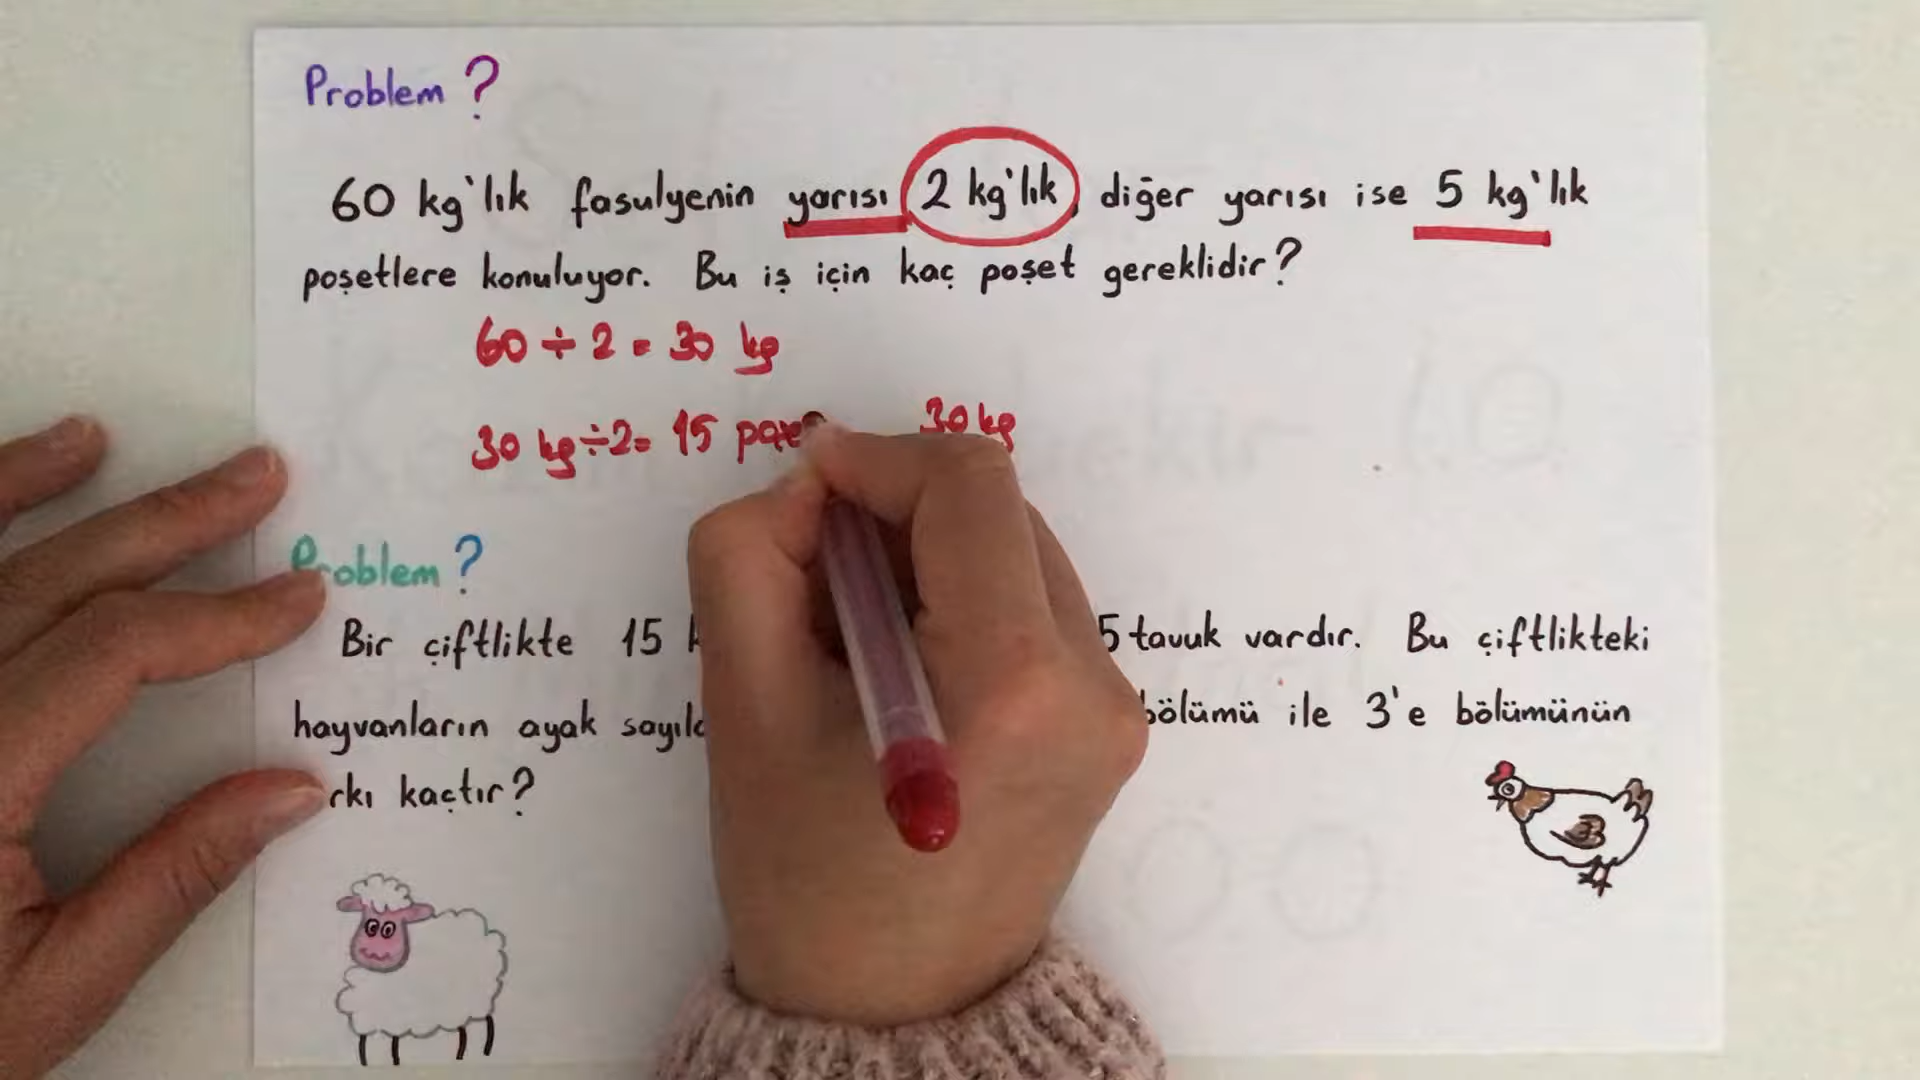 Problem ?
60 kg'lık fasulyenin yarısı 2 kg'lık, diğer yarısı ise 5 kg'lık
poşetlere konuluyor. Bu iş için kaç poşet gereklidir?
60 ÷ 2 = 30 kg
30 kg ÷ 2 = 15 30 kg
Problem ?
Bir çiftlikte 15 5 tavuk vardır. Bu çiftlikteki
hayvanların ayak bölümü ile 3'e bölümünün
kaçtır?